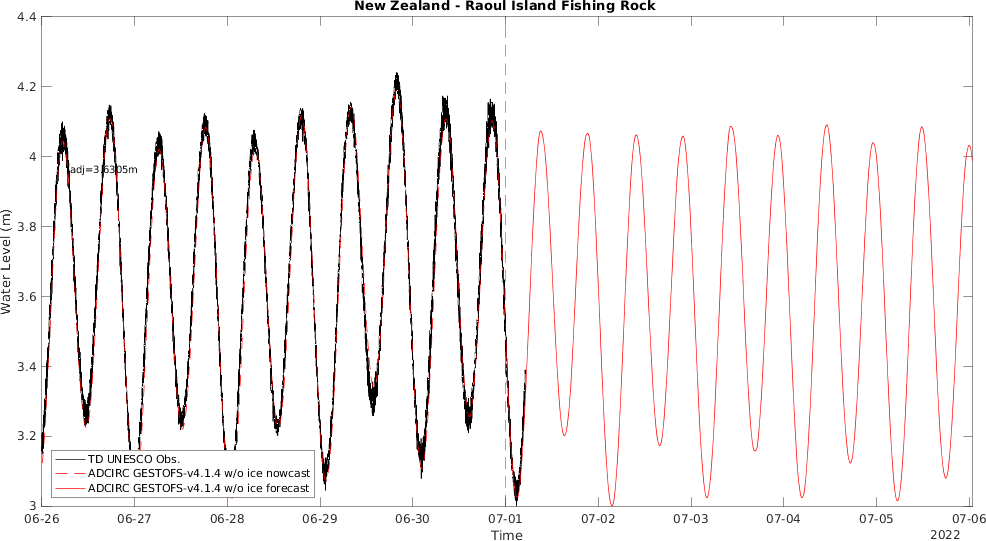 New Zealand - Raoul Island Fishing Rock
4.4
4.2
4
3.8
3.6
3.4
3.2
3
Water Level (m)
adj=3.6305m
TD UNESCO Obs.
ADCIRC GESTOFS-v4.1.4 w/o ice nowcast
ADCIRC GESTOFS-v4.1.4 w/o ice forecast
06-26 06-27 06-28 06-29 06-30 07-01 07-02 07-03 07-04 07-05 07-06
Time
2022